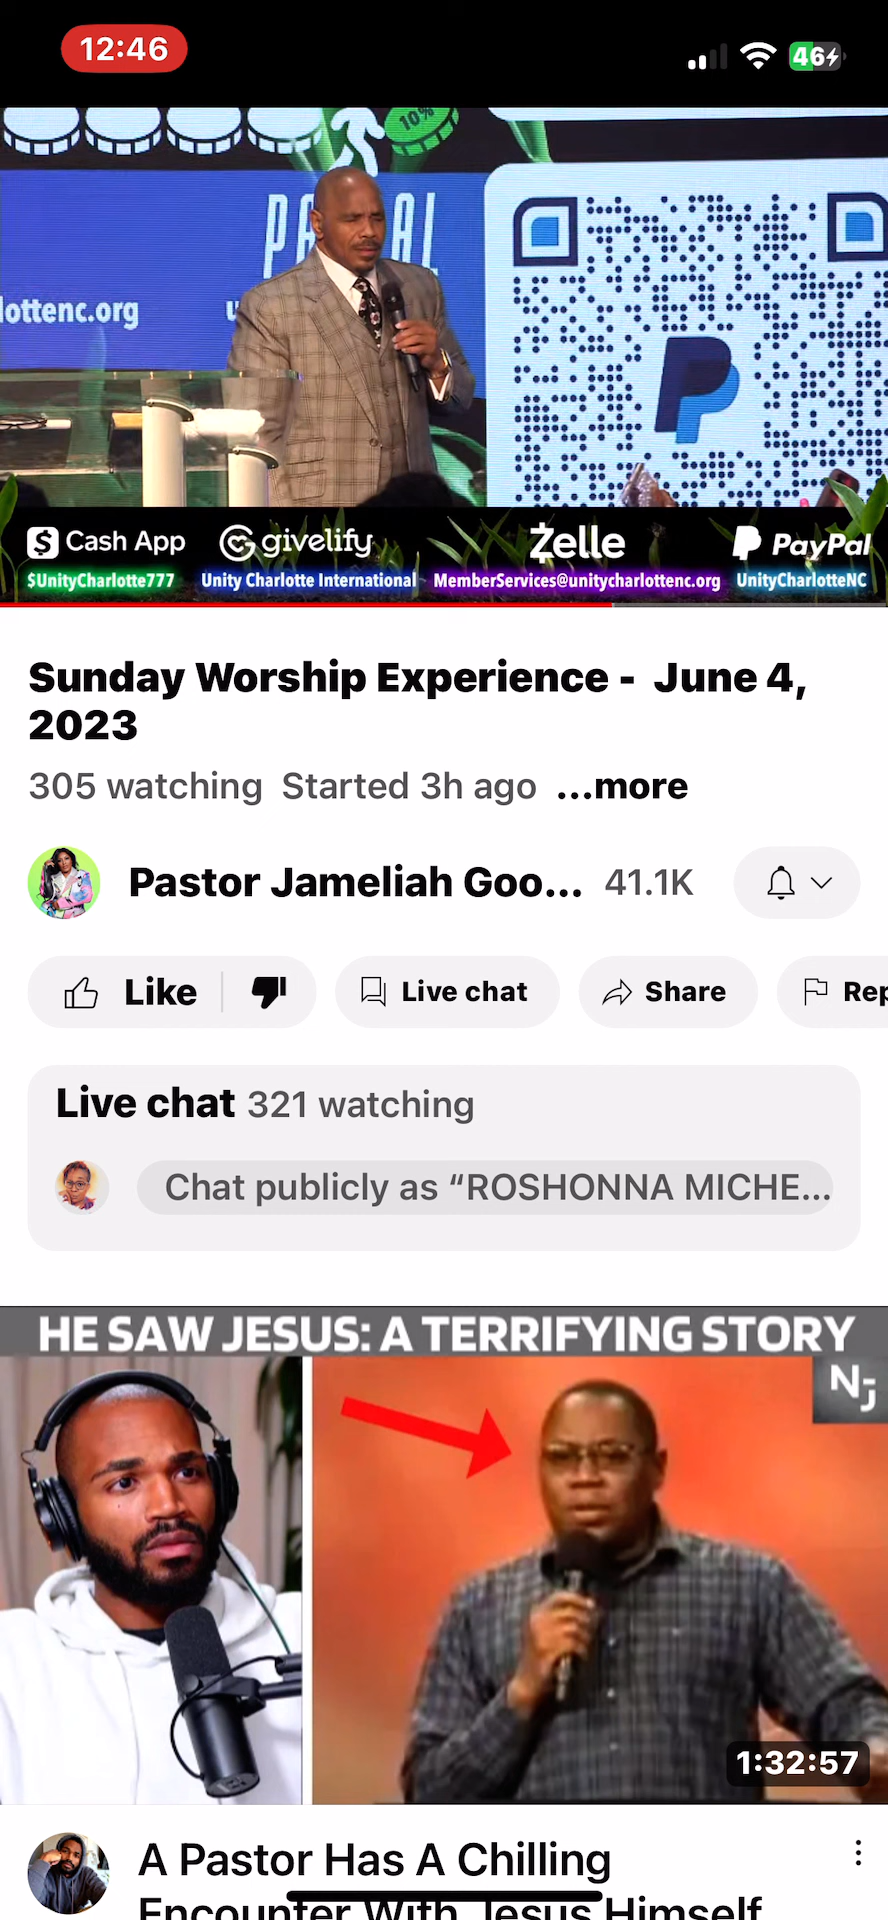 12:46
46
10%
PAYPAL
lottenc.org
u
Cash App
$UnityCharlotte777
givelify
Unity Charlotte International
Zelle
MemberServices@unitycharlottenc.org
PayPal
UnityCharlotteNC
Sunday Worship Experience - June 4,
2023
305 watching Started 3h ago ...more
Pastor Jameliah Goo... 41.1K
Like
Live chat
Share
Rep
Live chat 321 watching
Chat publicly as “ROSHONNA MICHE...
HE SAW JESUS: A TERRIFYING STORY
NJ
1:32:57
A Pastor Has A Chilling
Encounter With Jesus Himself